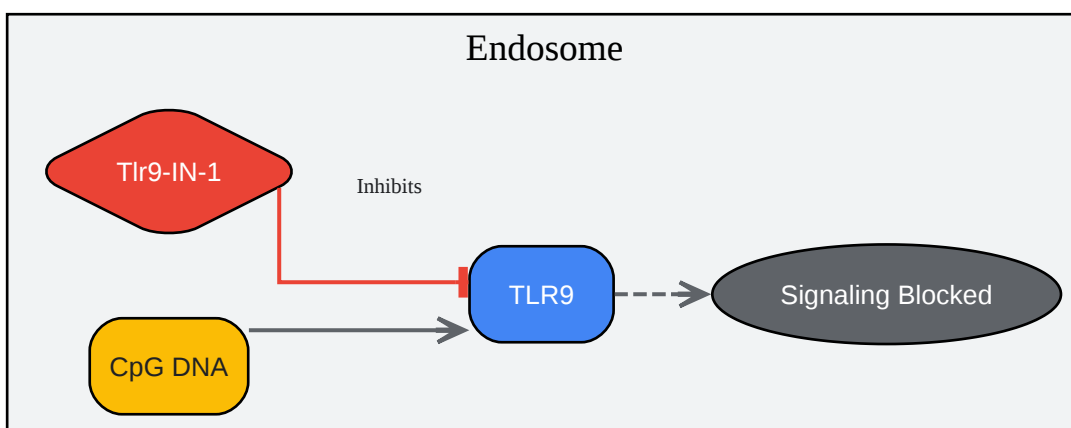 Endosome
Tlr9-IN-1
Inhibits
TLR9
Signaling Blocked
CpG DNA